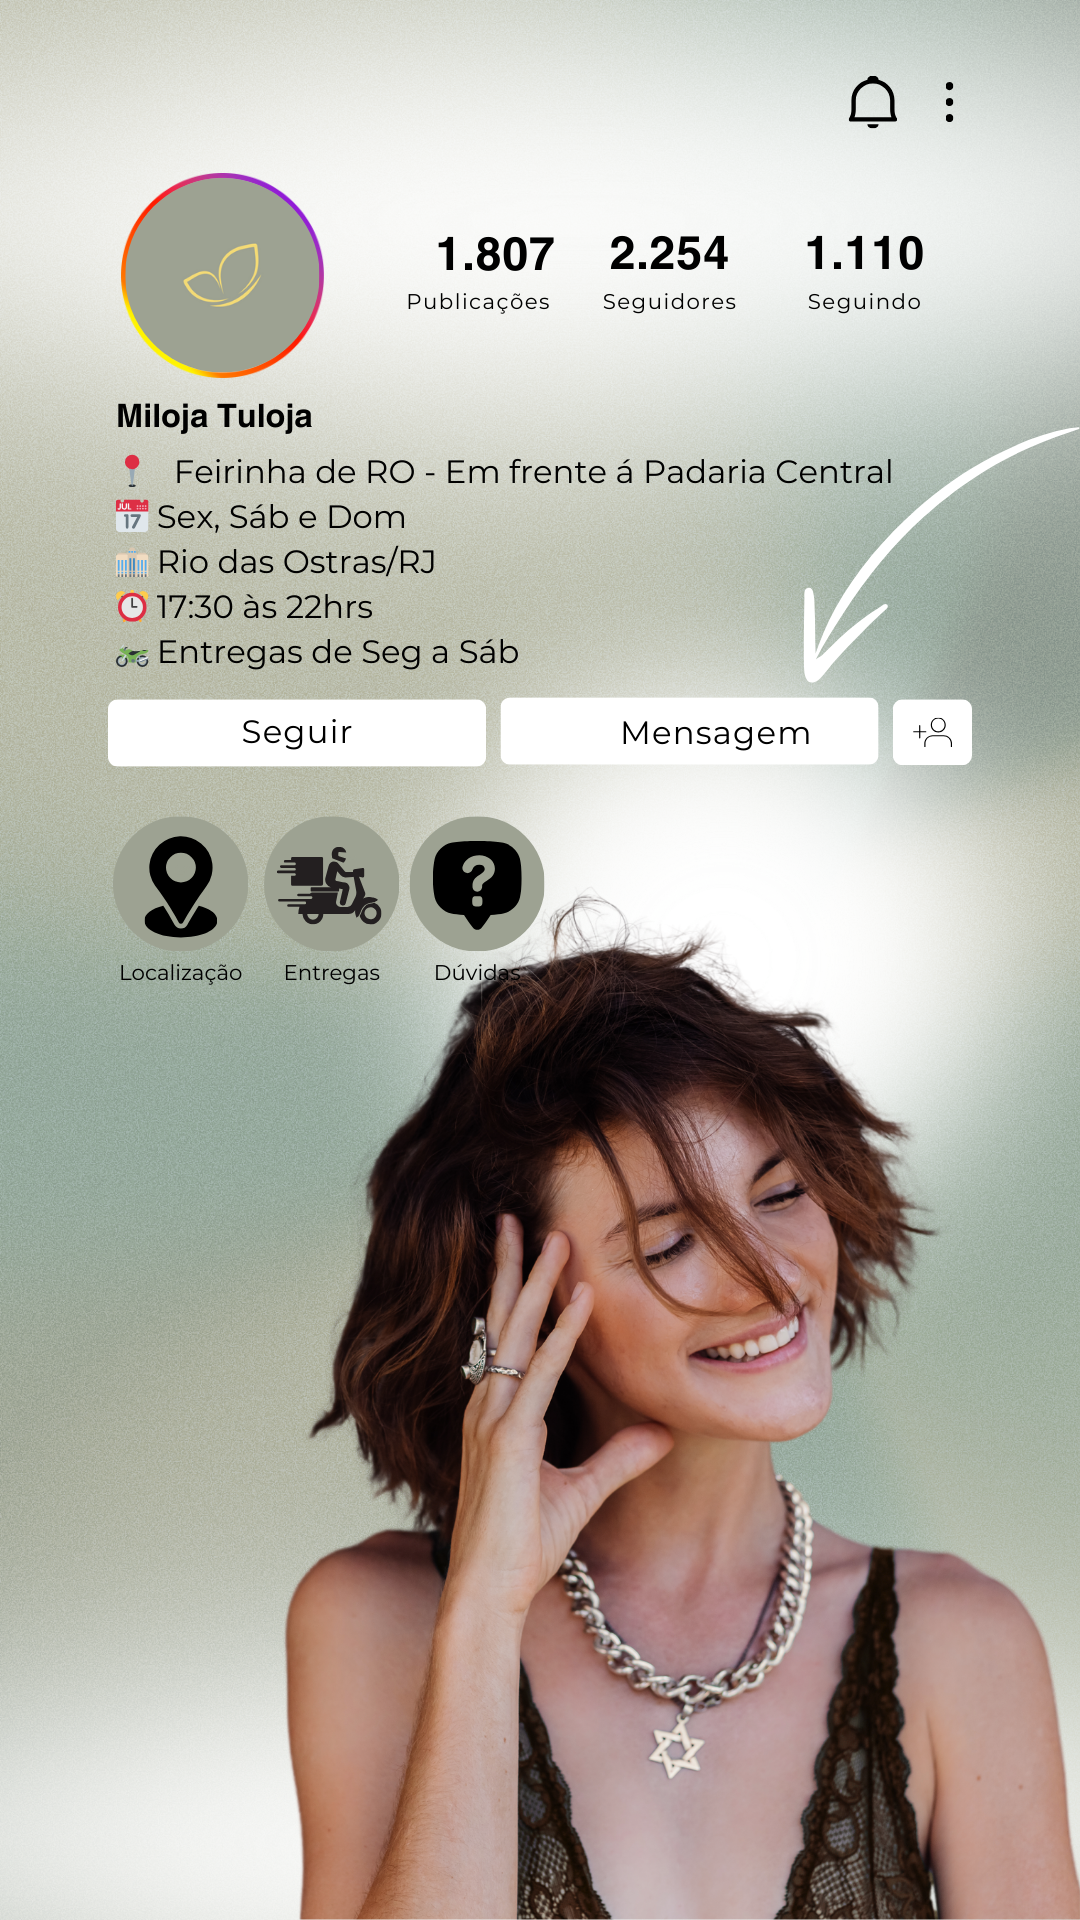 1.807 2.254 1.110
Publicações Seguidores Seguindo
Miloja Tuloja
📍 Feirinha de RO - Em frente á Padaria Central
📅 Sex, Sáb e Dom
🏛️ Rio das Ostras/RJ
⏰ 17:30 às 22hrs
🏍️ Entregas de Seg a Sáb
Seguir Mensagem
Localização Entregas Dúvidas